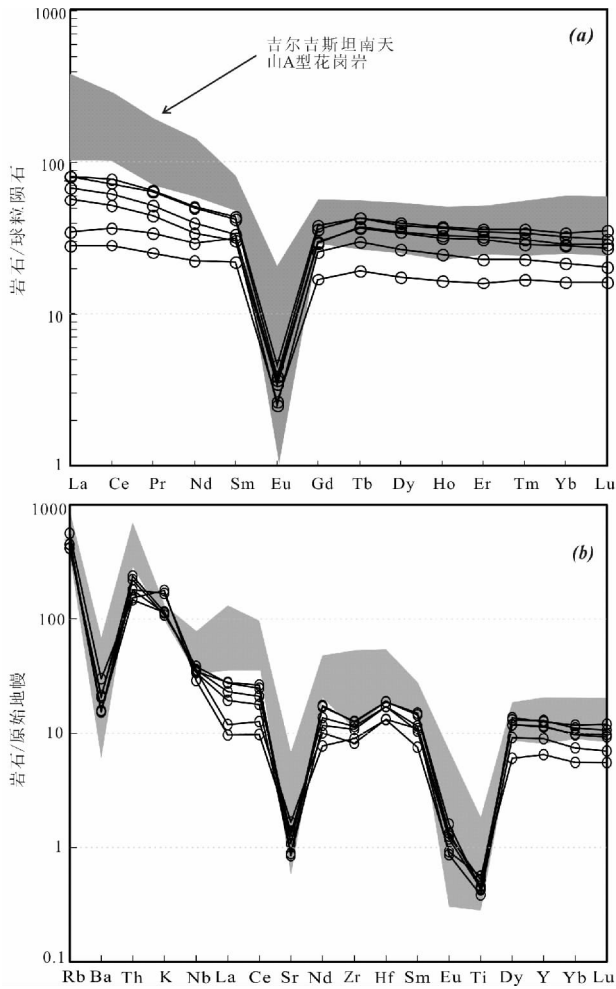 1000
(a)
吉尔吉斯坦南天
山A型花岗岩
100
岩石/球粒陨石
10
1
La Ce Pr Nd Sm Eu Gd Tb Dy Ho Er Tm Yb Lu
1000
(b)
100
岩石/原始地幔
10
1
0.1
Rb Ba Th K Nb La Ce Sr Nd Zr Hf Sm Eu Ti Dy Y Yb Lu